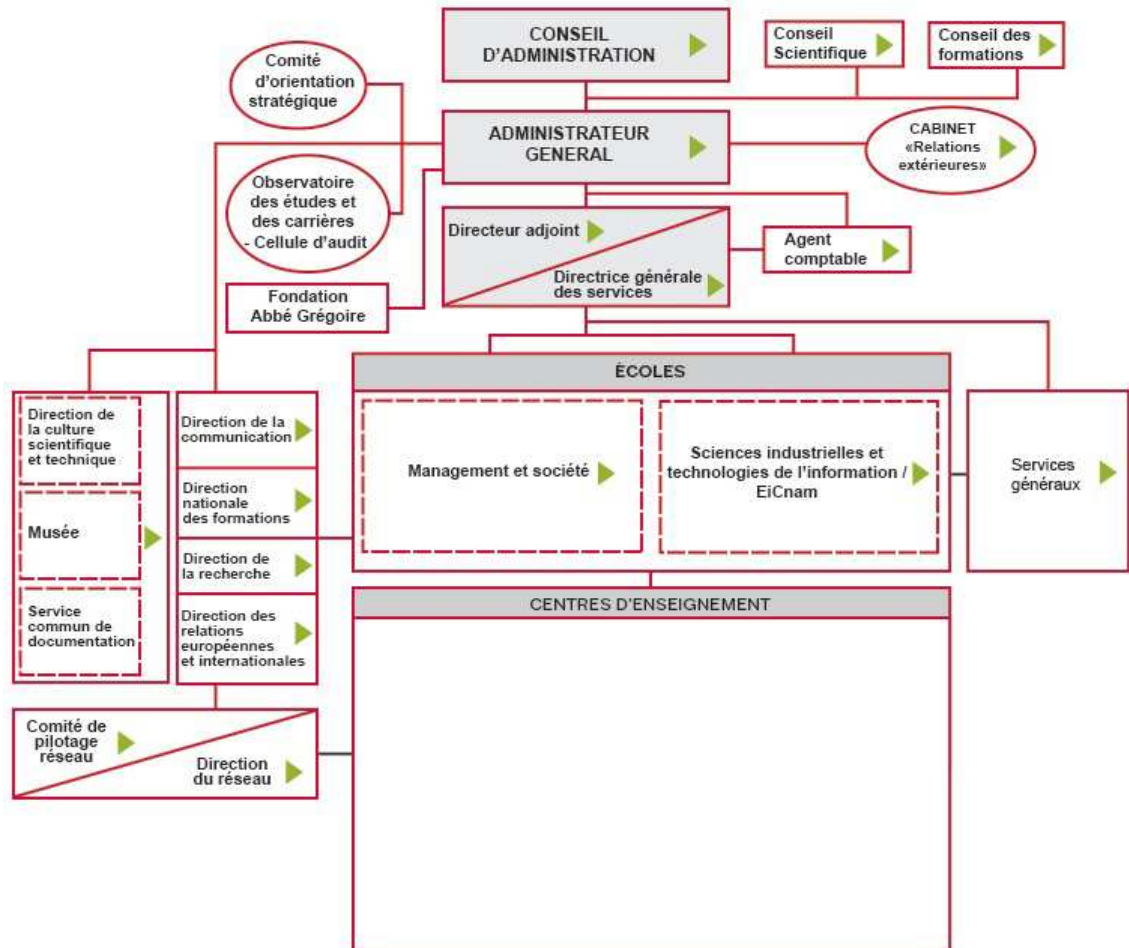 CONSEIL
D'ADMINISTRATION
Conseil
Scientifique
Conseil des
formations
Comité
d'orientation
stratégique
ADMINISTRATEUR
GENERAL
CABINET
«Relations
extérieures»
Observatoire
des études et
des carrières
- Cellule d'audit
Directeur adjoint
Directrice générale
des services
Agent
comptable
Fondation
Abbé Grégoire
ÉCOLES
Direction de
la culture
scientifique
et technique
Musée
Service
commun de
documentation
Direction de la
communication
Direction
nationale
des formations
Direction de
la recherche
Direction des
relations
européennes
et internationales
Management et société
Sciences industrielles et
technologies de l'information /
EiCnam
Services
généraux
CENTRES D'ENSEIGNEMENT
Comité de
pilotage
réseau
Direction
du réseau